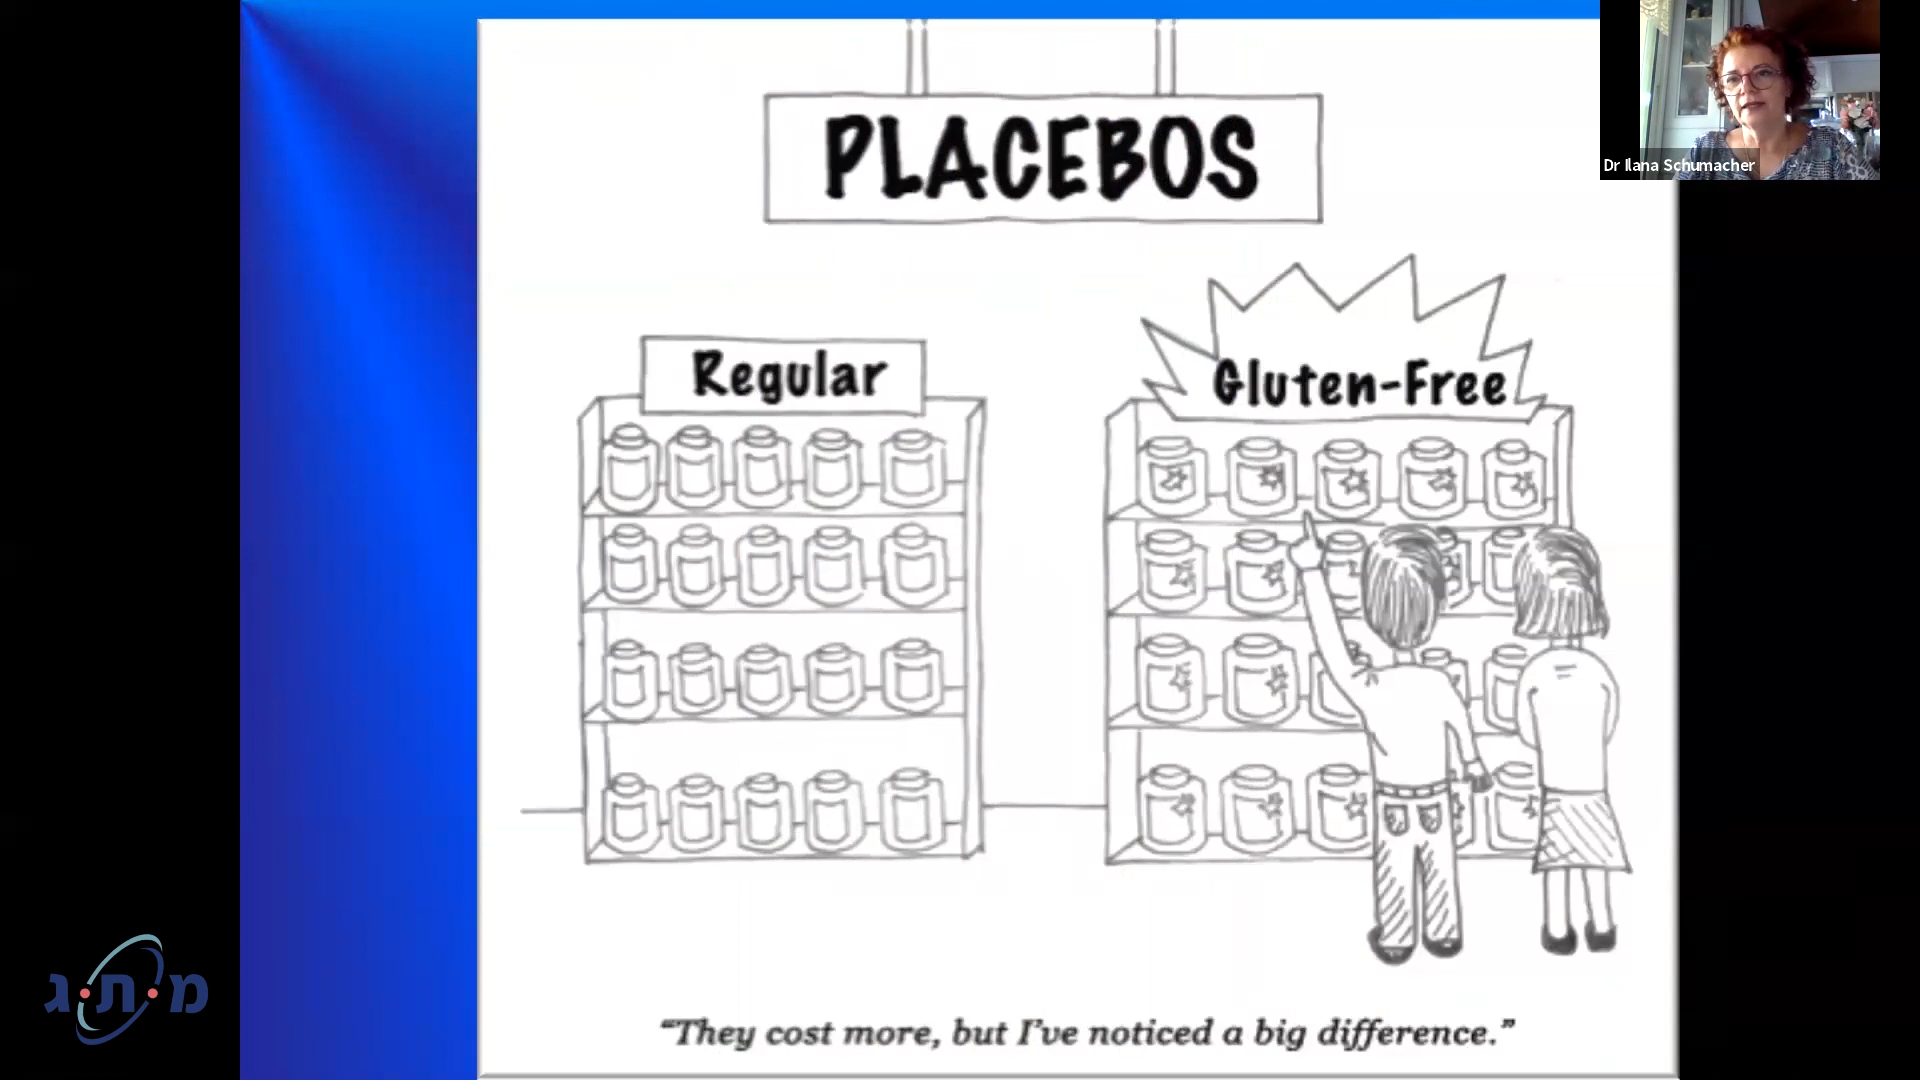 PLACEBOS
Dr Ilana Schumacher
Regular
Gluten-Free
מ.ת.ג
“They cost more, but I’ve noticed a big difference.”